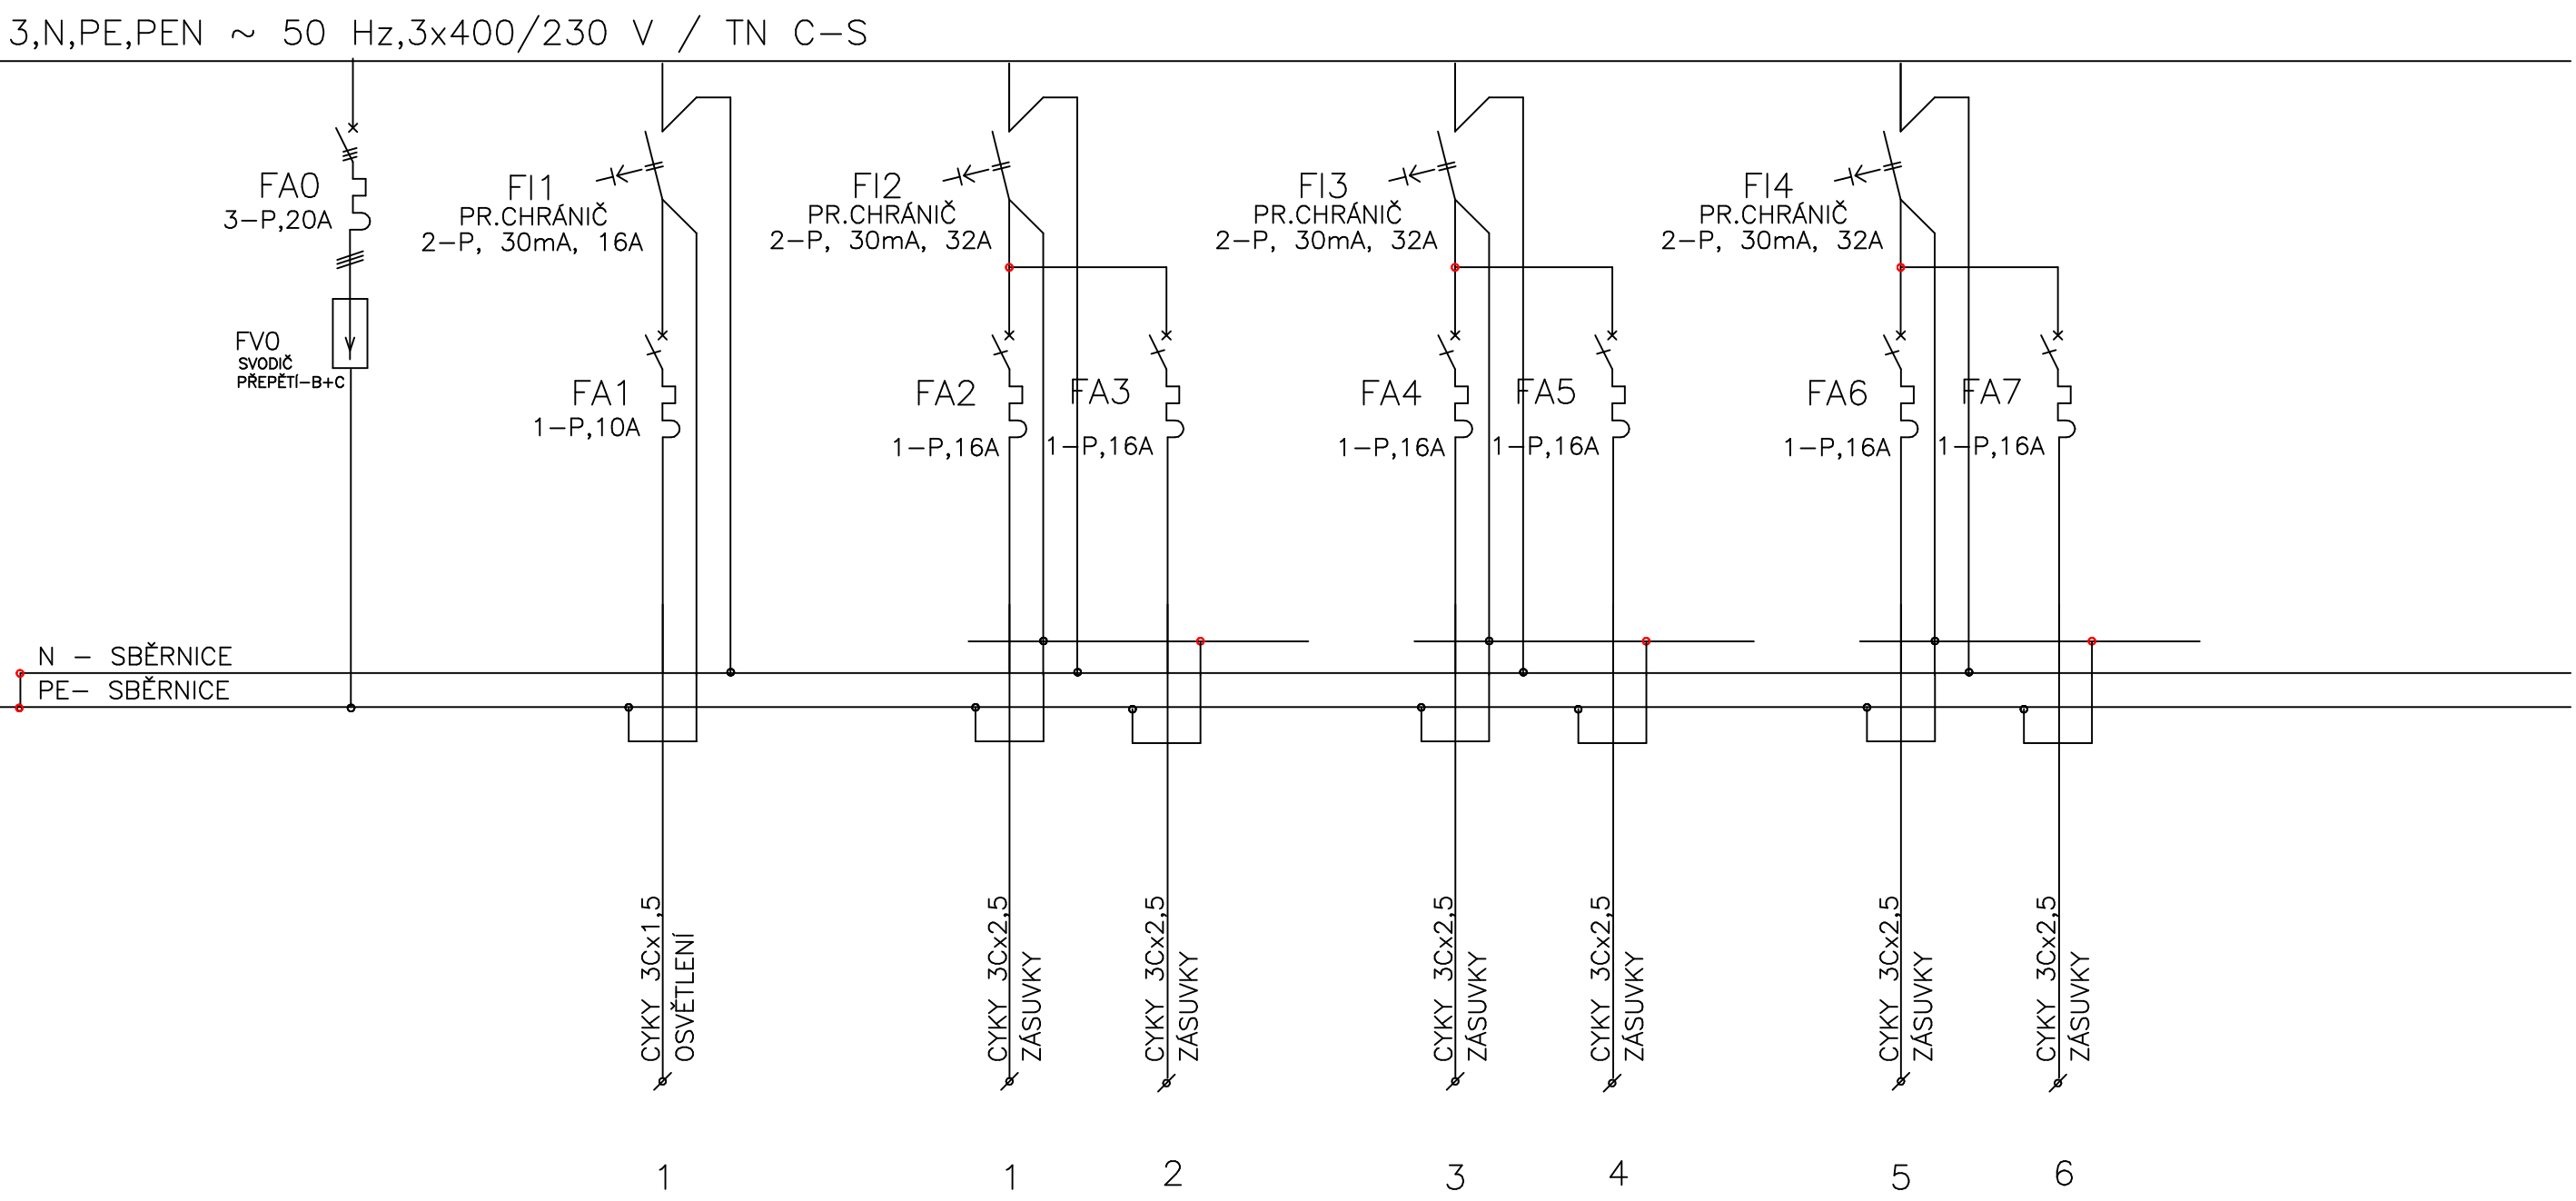 3,N,PE,PEN ~ 50 Hz,3x400/230 V / TN C-S
FA0
3-P,20A
FV0
SVODIČ
PŘEPĚTÍ-B+C
FI1
PR.CHRÁNIČ
2-P, 30mA, 16A
FA1
1-P,10A
FI2
PR.CHRÁNIČ
2-P, 30mA, 32A
FA2
1-P,16A
FA3
1-P,16A
FI3
PR.CHRÁNIČ
2-P, 30mA, 32A
FA4
1-P,16A
FA5
1-P,16A
FI4
PR.CHRÁNIČ
2-P, 30mA, 32A
FA6
1-P,16A
FA7
1-P,16A
N - SBĚRNICE
PE- SBĚRNICE
CYKY 3Cx1,5
OSVĚTLENÍ
CYKY 3Cx2,5
ZÁSUVKY
CYKY 3Cx2,5
ZÁSUVKY
CYKY 3Cx2,5
ZÁSUVKY
CYKY 3Cx2,5
ZÁSUVKY
CYKY 3Cx2,5
ZÁSUVKY
CYKY 3Cx2,5
ZÁSUVKY
1 1 2 3 4 5 6